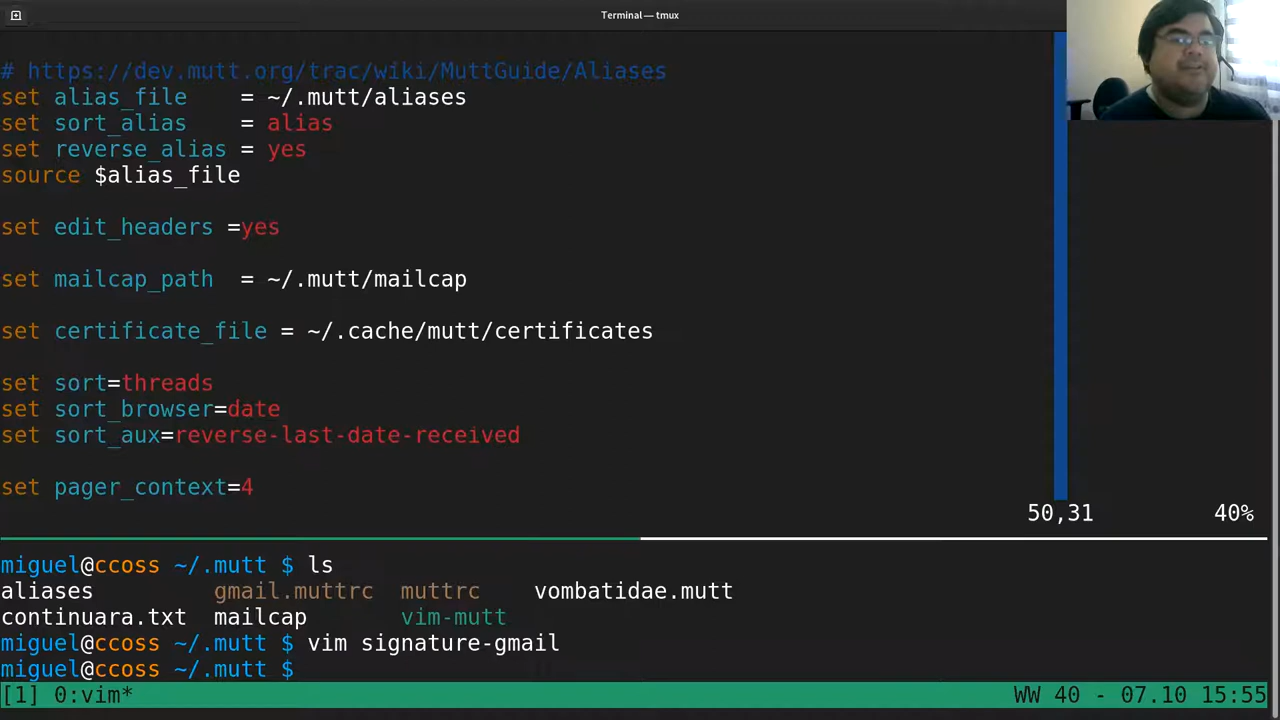 Terminal — tmux
# https://dev.mutt.org/trac/wiki/MuttGuide/Aliases
set alias_file    = ~/.mutt/aliases
set sort_alias    = alias
set reverse_alias = yes
source $alias_file
set edit_headers =yes
set mailcap_path  = ~/.mutt/mailcap
set certificate_file = ~/.cache/mutt/certificates
set sort=threads
set sort_browser=date
set sort_aux=reverse-last-date-received
set pager_context=4
50,31         40%
miguel@ccoss ~/.mutt $ ls
aliases         gmail.muttrc  muttrc    vombatidae.mutt
continuara.txt  mailcap       vim-mutt
miguel@ccoss ~/.mutt $ vim signature-gmail
miguel@ccoss ~/.mutt $
[1] 0:vim*    WW 40 - 07.10 15:55